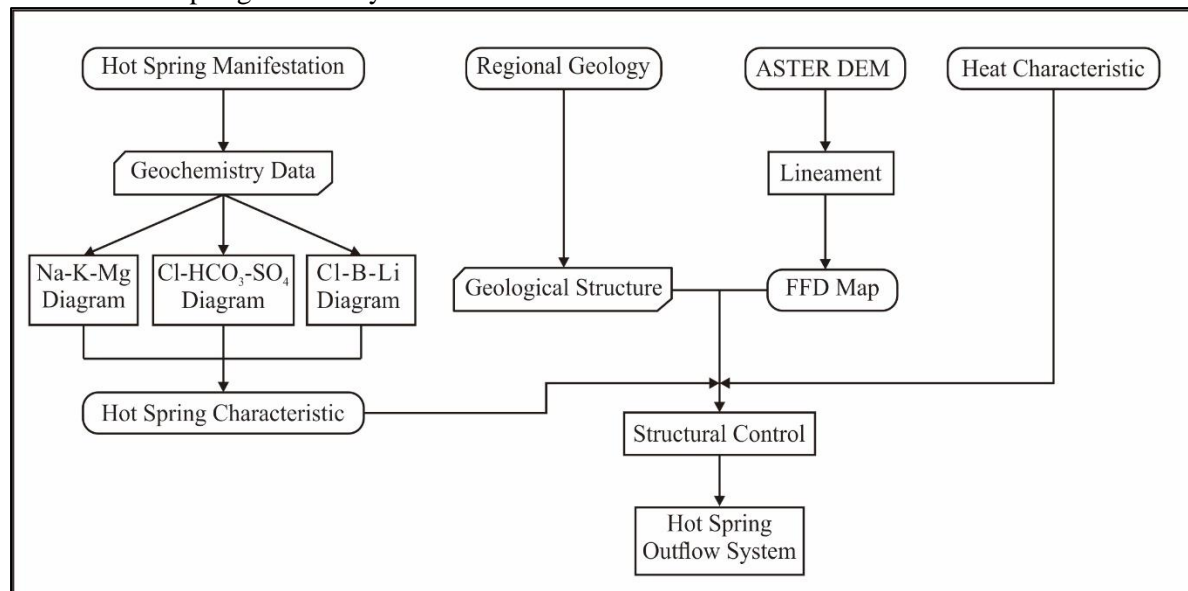 Hot Spring Manifestation
Regional Geology
ASTER DEM
Heat Characteristic
Geochemistry Data
Lineament
Na-K-Mg
Diagram
Cl-HCO₃-SO₄
Diagram
Cl-B-Li
Diagram
Geological Structure
FFD Map
Hot Spring Characteristic
Structural Control
Hot Spring
Outflow System